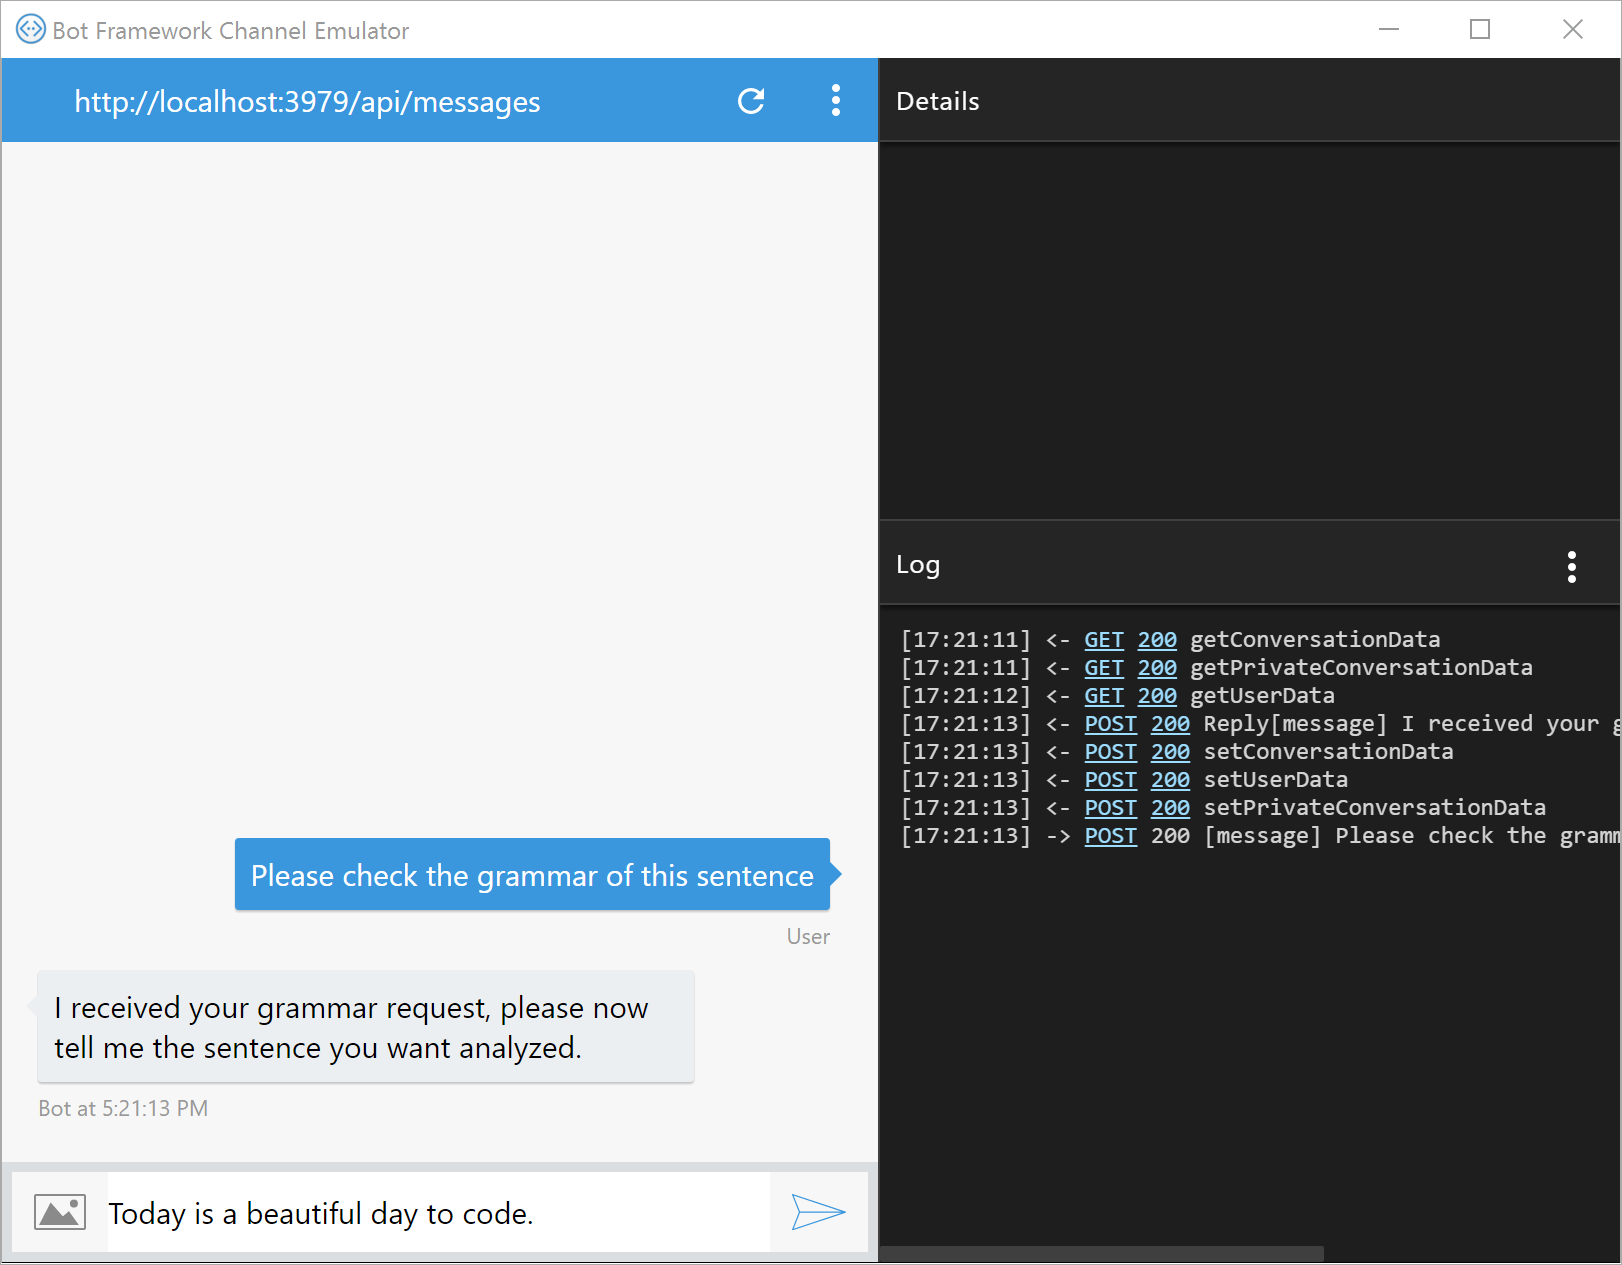 Bot Framework Channel Emulator
http://localhost:3979/api/messages
Please check the grammar of this sentence
User
I received your grammar request, please now
tell me the sentence you want analyzed.
Bot at 5:21:13 PM
Today is a beautiful day to code.
Details
Log
[17:21:11] <- GET 200 getConversationData
[17:21:11] <- GET 200 getPrivateConversationData
[17:21:12] <- GET 200 getUserData
[17:21:13] <- POST 200 Reply[message] I received your g
[17:21:13] <- POST 200 setConversationData
[17:21:13] <- POST 200 setUserData
[17:21:13] <- POST 200 setPrivateConversationData
[17:21:13] -> POST 200 [message] Please check the gramm